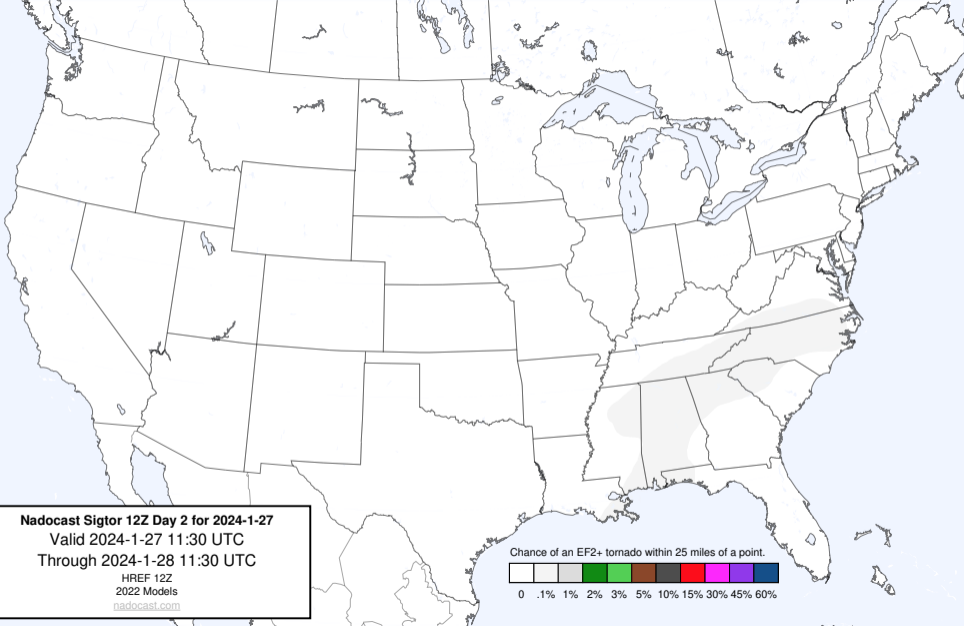 Nadocast Sigtor 12Z Day 2 for 2024-1-27
Valid 2024-1-27 11:30 UTC
Through 2024-1-28 11:30 UTC
HREF 12Z
2022 Models
nadocast.com
Chance of an EF2+ tornado within 25 miles of a point.
0 .1% 1% 2% 3% 5% 10% 15% 30% 45% 60%